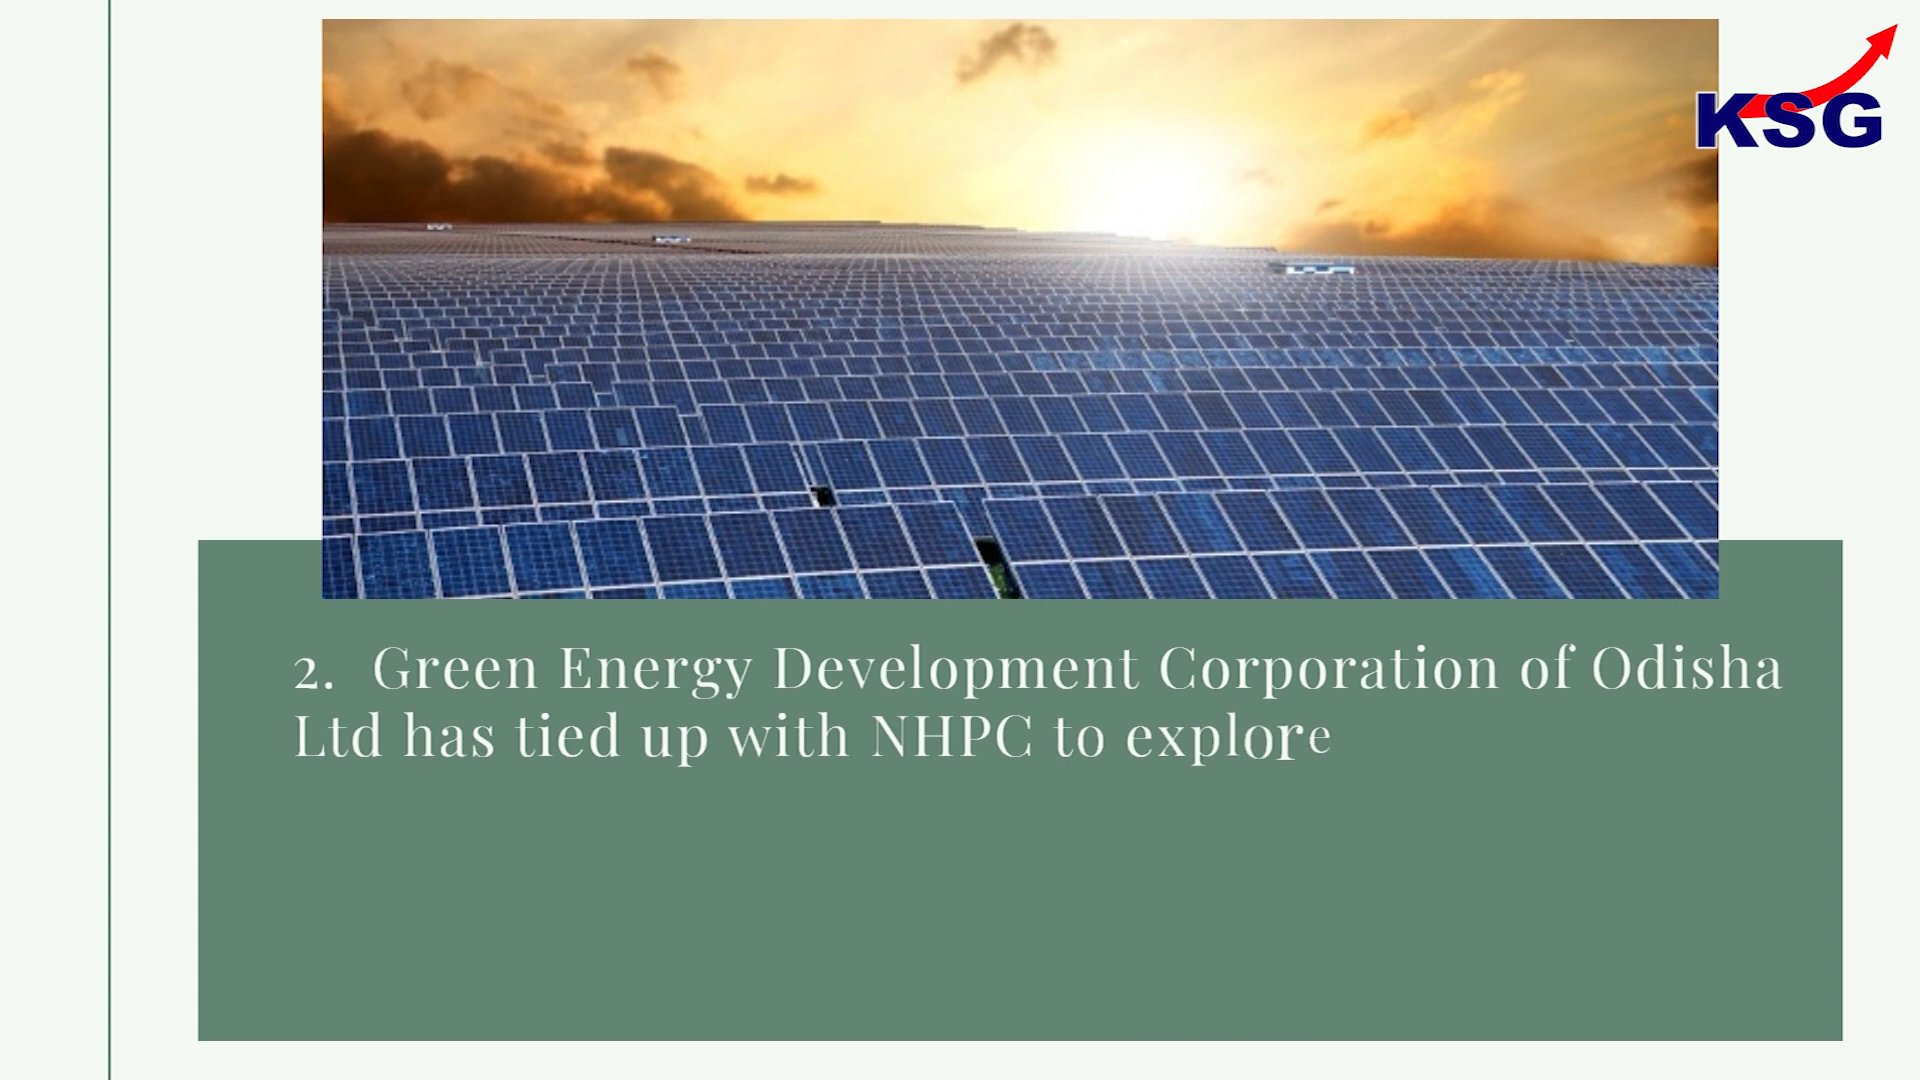 KSG
2. Green Energy Development Corporation of Odisha
Ltd has tied up with NHPC to explore